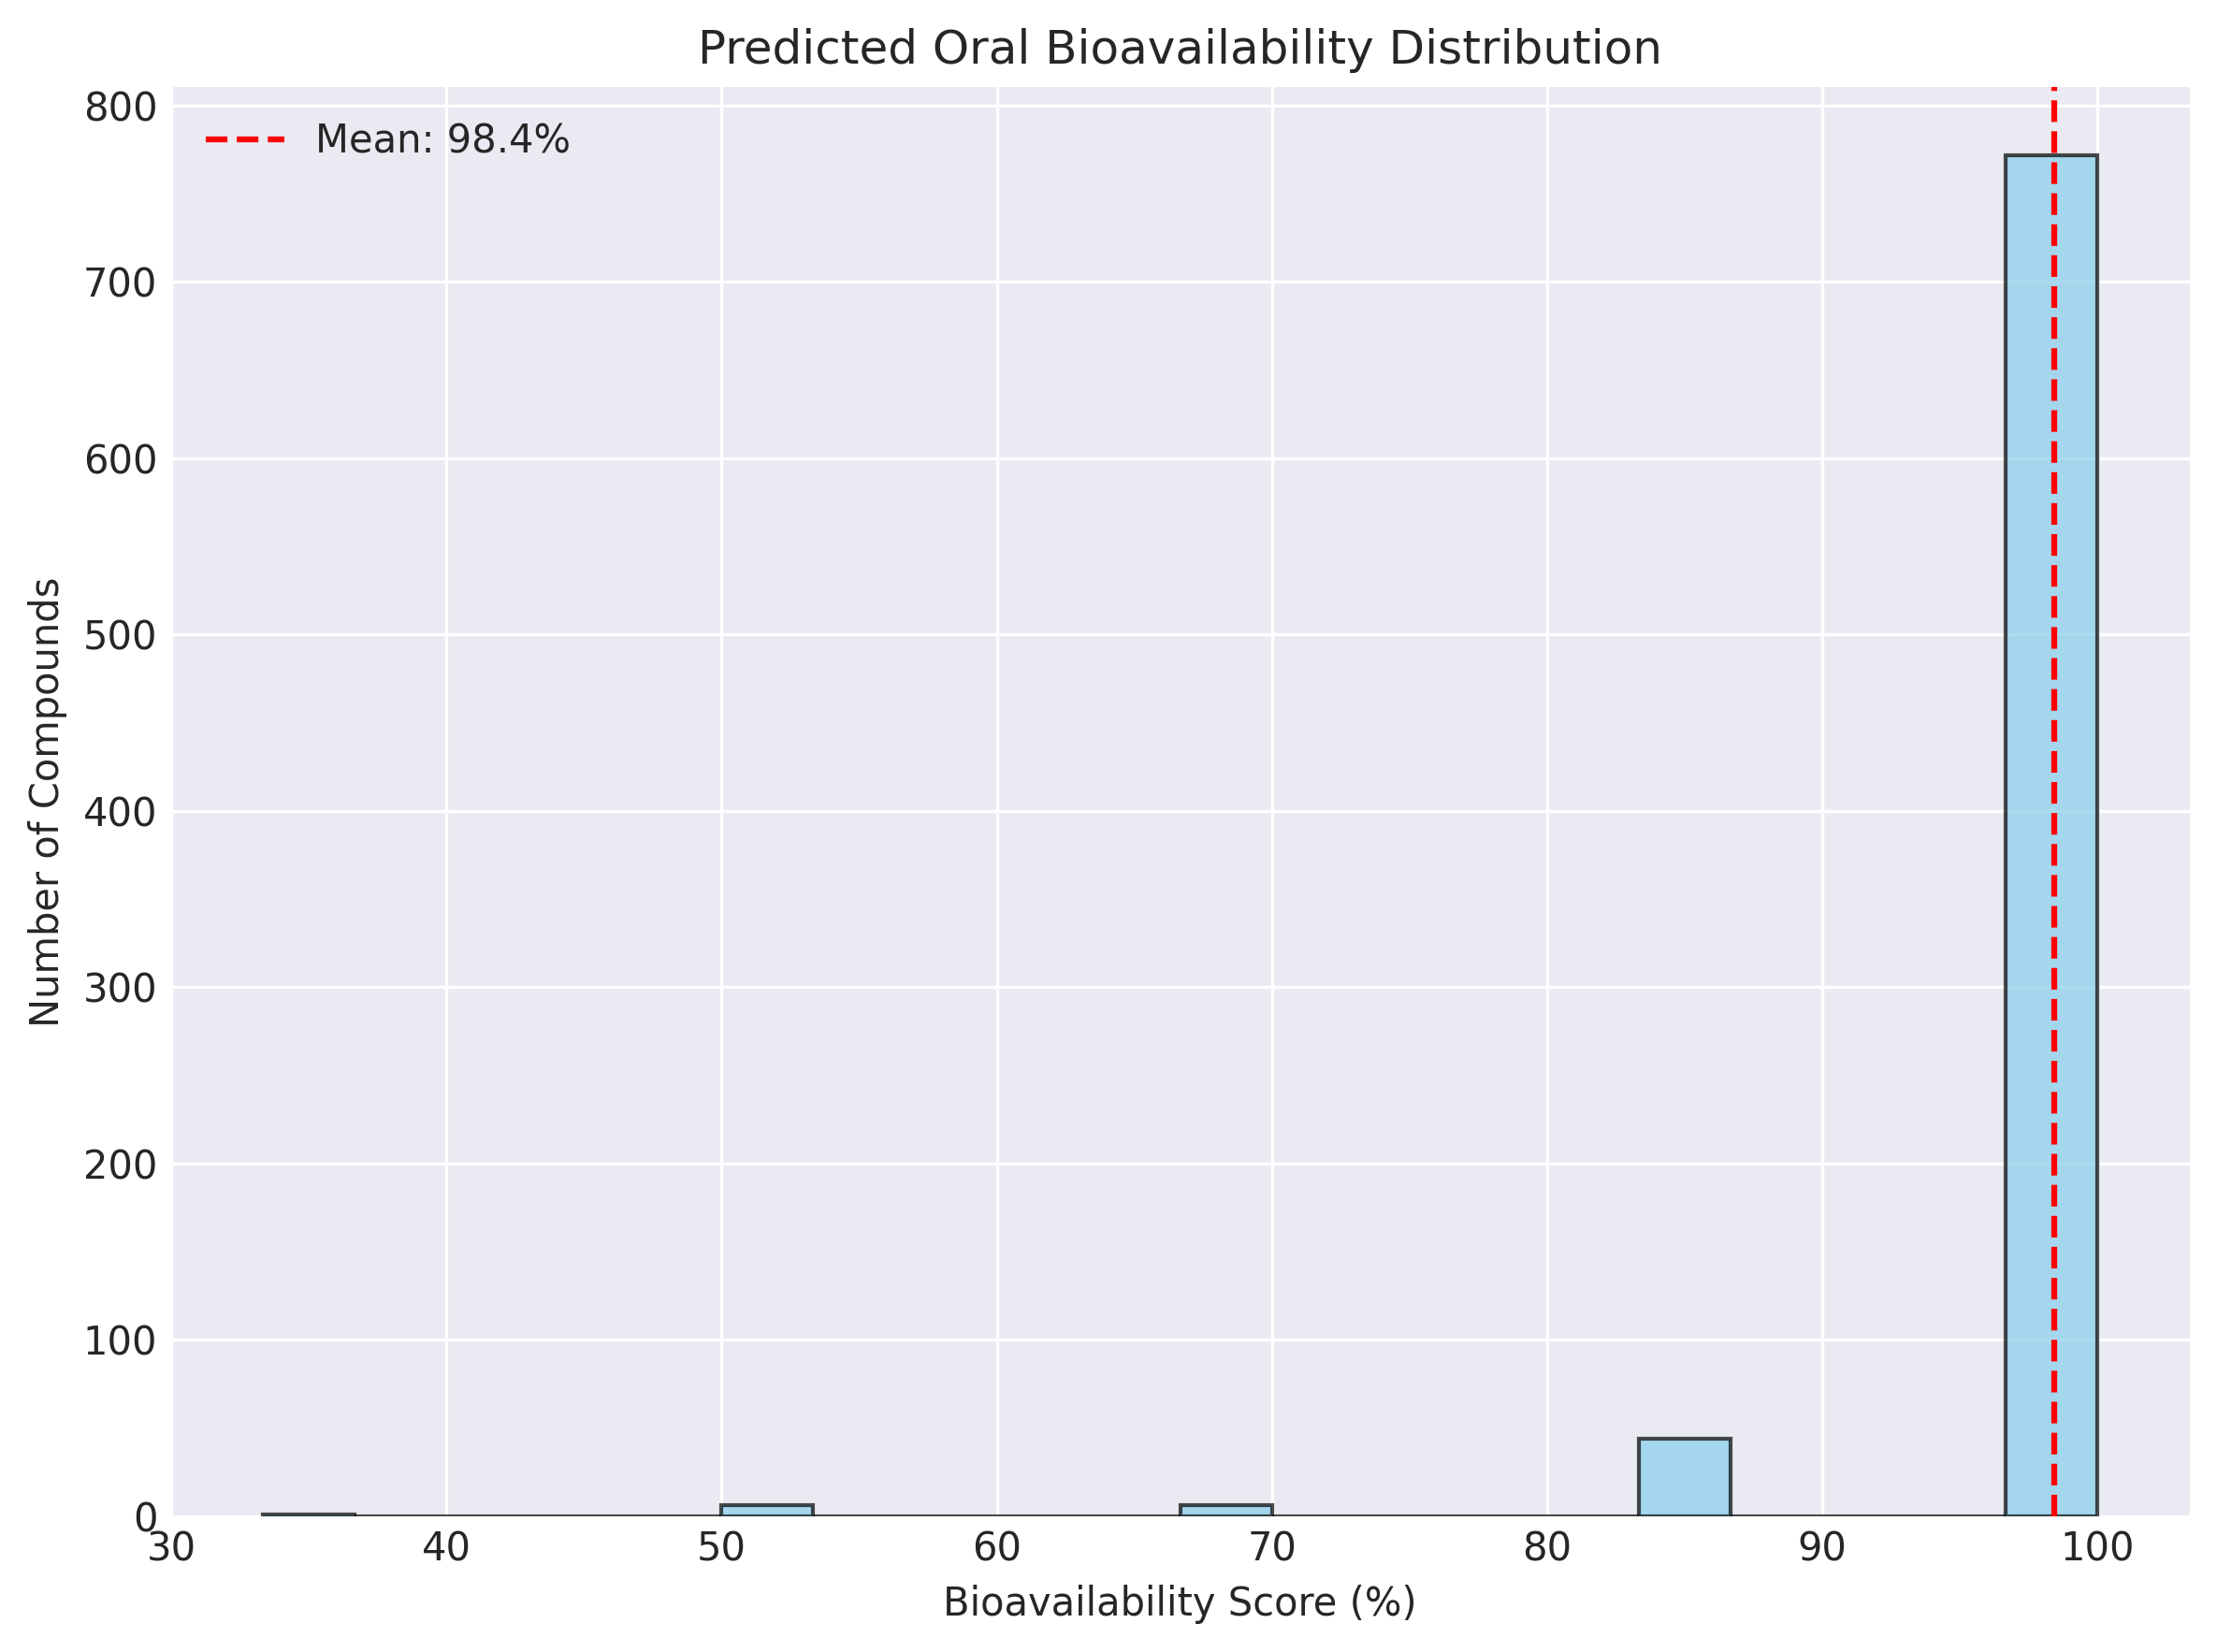 Predicted Oral Bioavailability Distribution
Mean: 98.4%
Number of Compounds
800
700
600
500
400
300
200
100
0
30 40 50 60 70 80 90 100
Bioavailability Score (%)